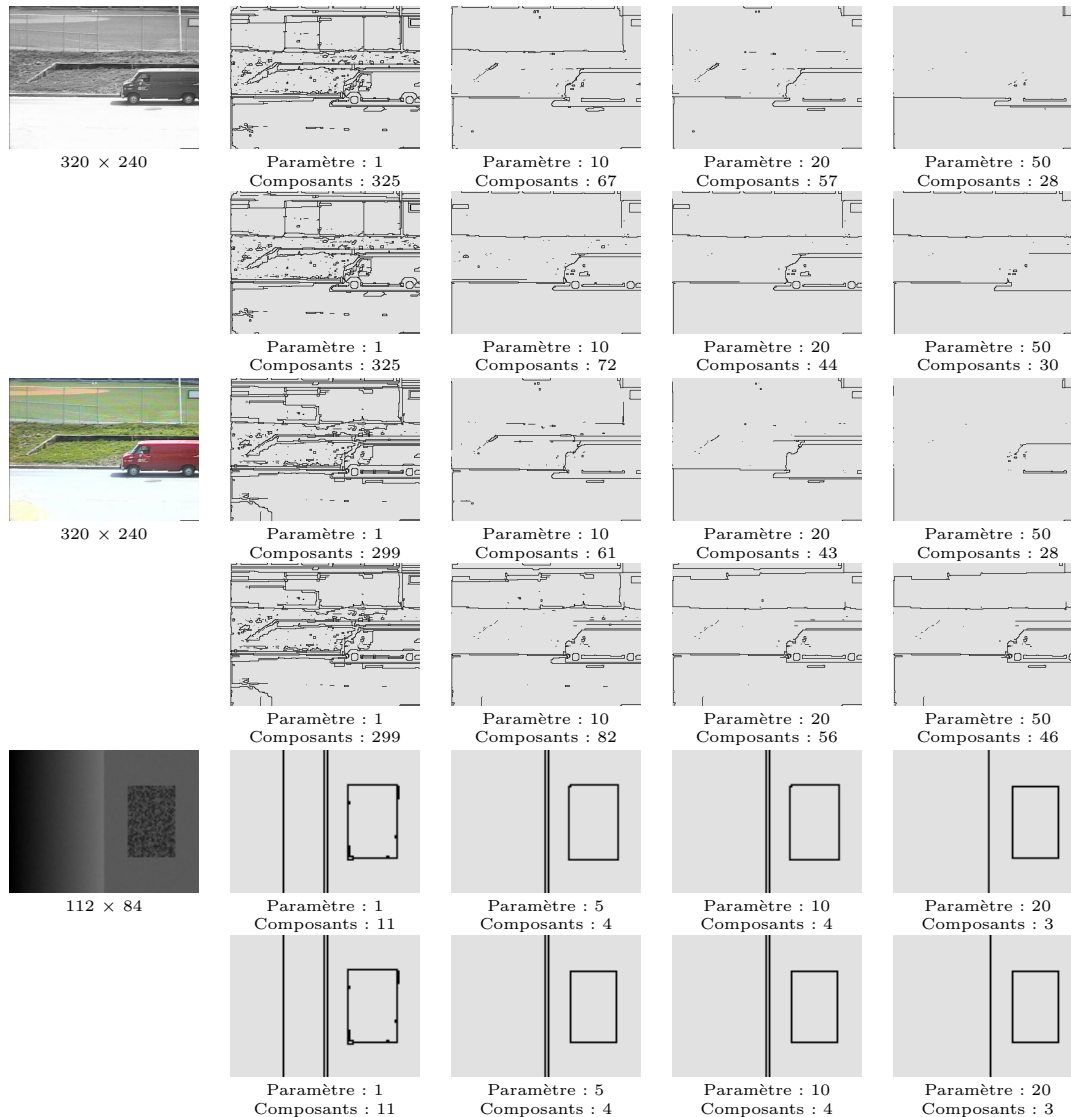 320 × 240
Paramètre : 1
Composants : 325
Paramètre : 10
Composants : 67
Paramètre : 20
Composants : 57
Paramètre : 50
Composants : 28
Paramètre : 1
Composants : 325
Paramètre : 10
Composants : 72
Paramètre : 20
Composants : 44
Paramètre : 50
Composants : 30
320 × 240
Paramètre : 1
Composants : 299
Paramètre : 10
Composants : 61
Paramètre : 20
Composants : 43
Paramètre : 50
Composants : 28
Paramètre : 1
Composants : 299
Paramètre : 10
Composants : 82
Paramètre : 20
Composants : 56
Paramètre : 50
Composants : 46
112 × 84
Paramètre : 1
Composants : 11
Paramètre : 5
Composants : 4
Paramètre : 10
Composants : 4
Paramètre : 20
Composants : 3
Paramètre : 1
Composants : 11
Paramètre : 5
Composants : 4
Paramètre : 10
Composants : 4
Paramètre : 20
Composants : 3